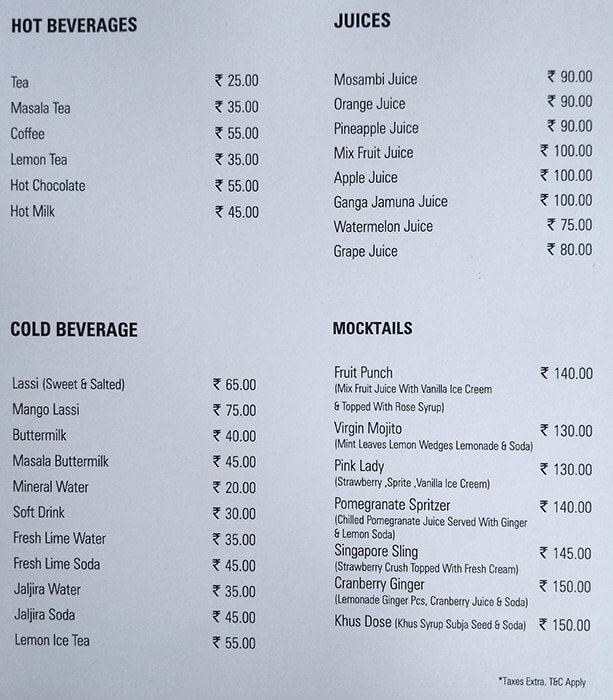 HOT BEVERAGES
Tea ₹ 25.00
Masala Tea ₹ 35.00
Coffee ₹ 55.00
Lemon Tea ₹ 35.00
Hot Chocolate ₹ 55.00
Hot Milk ₹ 45.00
JUICES
Mosambi Juice ₹ 90.00
Orange Juice ₹ 90.00
Pineapple Juice ₹ 90.00
Mix Fruit Juice ₹ 100.00
Apple Juice ₹ 100.00
Ganga Jamuna Juice ₹ 100.00
Watermelon Juice ₹ 75.00
Grape Juice ₹ 80.00
COLD BEVERAGE
Lassi (Sweet & Salted) ₹ 65.00
Mango Lassi ₹ 75.00
Buttermilk ₹ 40.00
Masala Buttermilk ₹ 45.00
Mineral Water ₹ 20.00
Soft Drink ₹ 30.00
Fresh Lime Water ₹ 35.00
Fresh Lime Soda ₹ 45.00
Jaljira Water ₹ 35.00
Jaljira Soda ₹ 45.00
Lemon Ice Tea ₹ 55.00
MOCKTAILS
Fruit Punch ₹ 140.00
(Mix Fruit Juice With Vanilla Ice Creem
& Topped With Rose Syrup)
Virgin Mojito ₹ 130.00
(Mint Leaves Lemon Wedges Lemonade & Soda)
Pink Lady ₹ 130.00
(Strawberry ,Sprite ,Vanilla Ice Creem)
Pomegranate Spritzer ₹ 140.00
(Chilled Pomegranate Juice Served With Ginger
& Lemon Soda)
Singapore Sling ₹ 145.00
(Strawberry Crush Topped With Fresh Cream)
Cranberry Ginger ₹ 150.00
(Lemonade Ginger Pcs, Cranberry Juice & Soda)
Khus Dose (Khus Syrup Subja Seed & Soda) ₹ 150.00
*Taxes Extra. T&C Apply